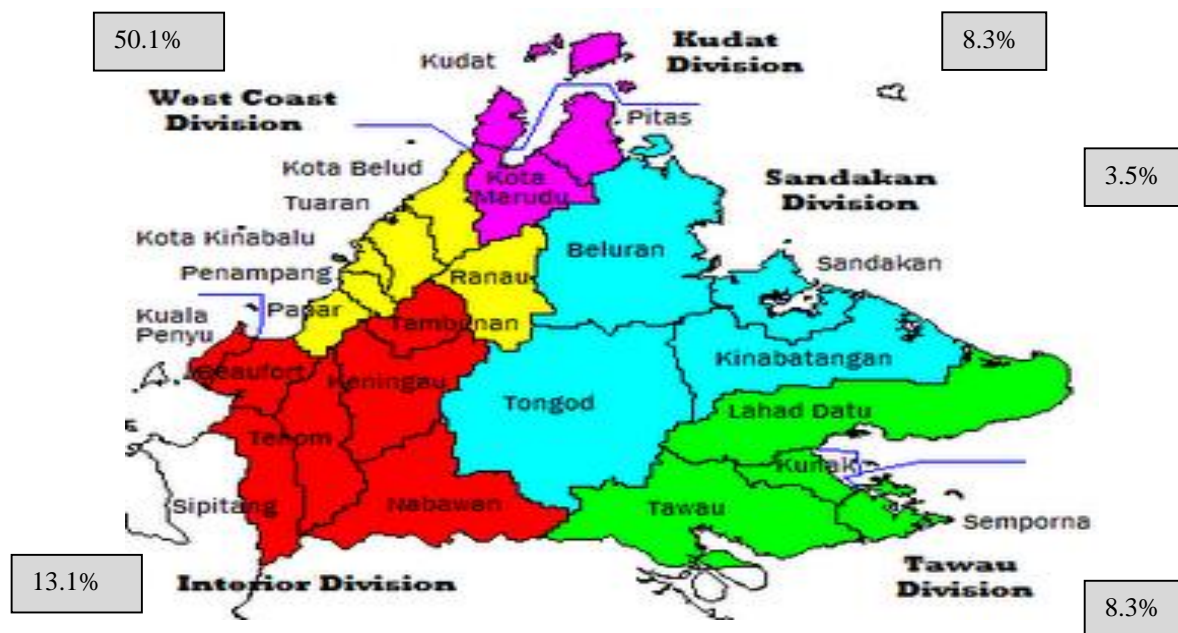 50.1%
8.3%
Kudat
Kudat
Division
West Coast
Division
Pitas
3.5%
Kota Belud
Kota
Marudu
Sandakan
Division
Tuaran
Kota Kinabalu
Beluran
Sandakan
Penampang
Ranau
Kuala
Penyu
Papar
Tambunan
Kinabatangan
Beaufort
Keningau
Tongod
Lahad Datu
Tenom
Kunak
Sipitang
Nabawan
Tawau
Semporna
13.1%
Interior Division
Tawau
Division
8.3%